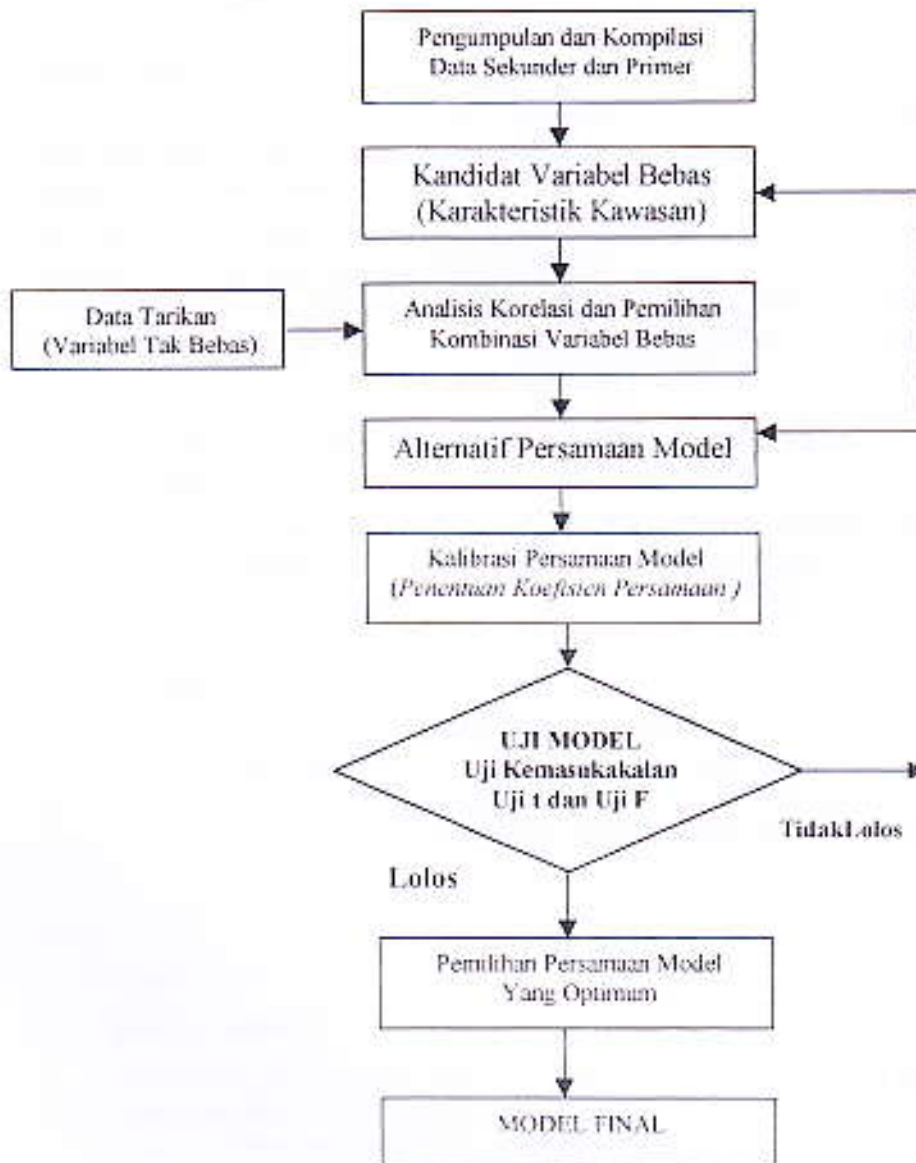 Pengumpulan dan Kompilasi
Data Sekunder dan Primer
Kandidat Variabel Bebas
(Karakteristik Kawasan)
Data Tarikan
(Variabel Tak Bebas)
Analisis Korelasi dan Pemilihan
Kombinasi Variabel Bebas
Alternatif Persamaan Model
Kalibrasi Persamaan Model
(Penentuan Koefisien Persamaan )
UJI MODEL
Uji Kemasukakalan
Uji t dan Uji F
TidakLolos
Lolos
Pemilihan Persamaan Model
Yang Optimum
MODEL FINAL